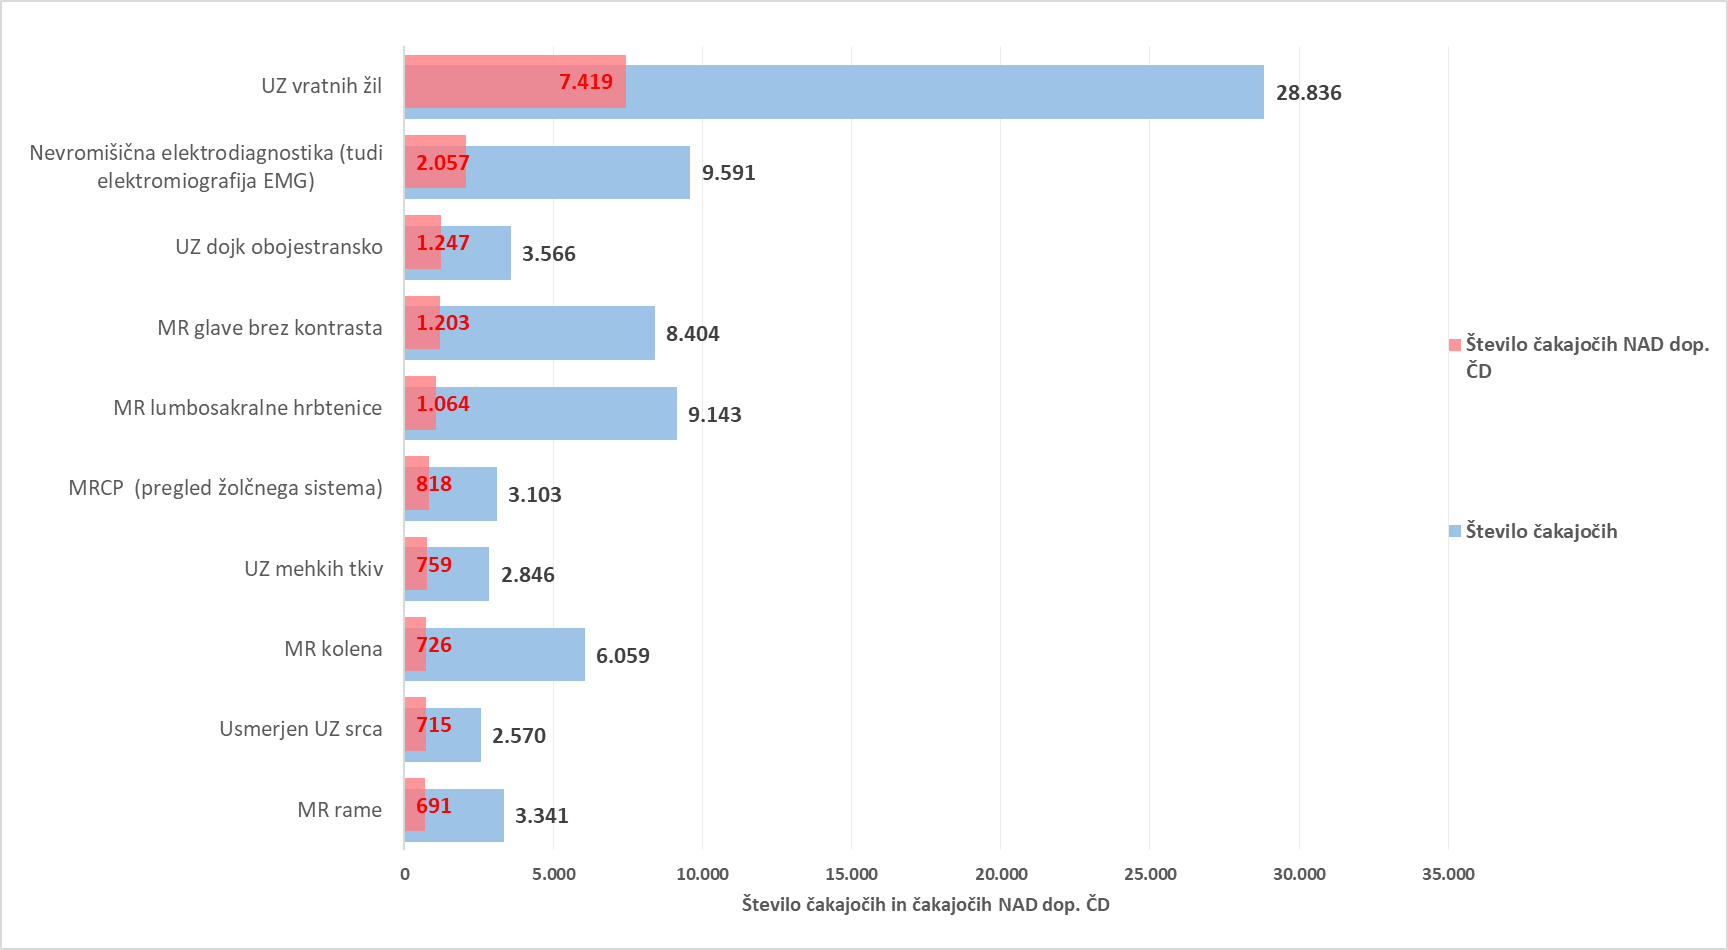 UZ vratnih žil
7.419
28.836
Nevromišična elektrodiagnostika (tudi
elektromiografija EMG)
2.057
9.591
UZ dojk obojestransko
1.247
3.566
MR glave brez kontrasta
1.203
8.404
MR lumbosakralne hrbtenice
1.064
9.143
MRCP  (pregled žolčnega sistema)
818
3.103
UZ mehkih tkiv
759
2.846
MR kolena
726
6.059
Usmerjen UZ srca
715
2.570
MR rame
691
3.341
0
5.000
10.000
15.000
20.000
25.000
30.000
35.000
Število čakajočih in čakajočih NAD dop. ČD
Število čakajočih NAD dop.
ČD
Število čakajočih